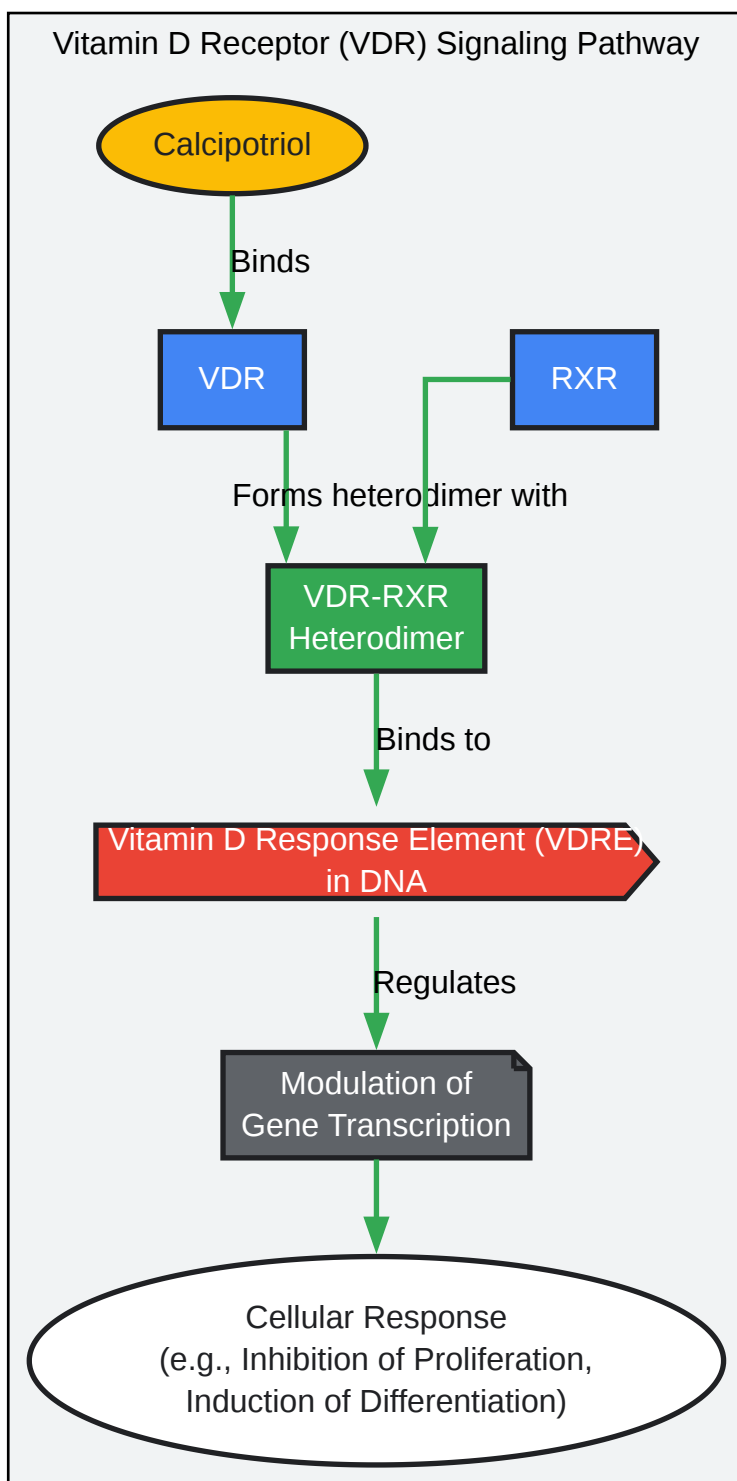 Vitamin D Receptor (VDR) Signaling Pathway
Calcipotriol
Binds
VDR
RXR
Forms heterodimer with
VDR-RXR
Heterodimer
Binds to
Vitamin D Response Element (VDRE)
in DNA
Regulates
Modulation of
Gene Transcription
Cellular Response
(e.g., Inhibition of Proliferation,
Induction of Differentiation)